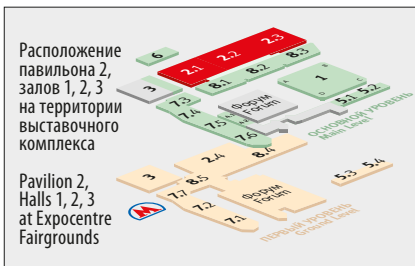 Расположение
павильона 2,
залов 1, 2, 3
на территории
выставочного
комплекса
Pavilion 2,
Halls 1, 2, 3
at Expocentre
Fairgrounds
6
2.1
2.2
2.3
3
8.1
8.2
8.3
1
7.3
7.4
7.5
7.6
Форум
Forum
5.1
5.2
ОСНОВНОЙ УРОВЕНЬ
Main Level
3
2.4
8.4
8.5
7.7
7.2
7.1
Форум
Forum
5.3
5.4
ПЕРВЫЙ УРОВЕНЬ
Ground Level
М